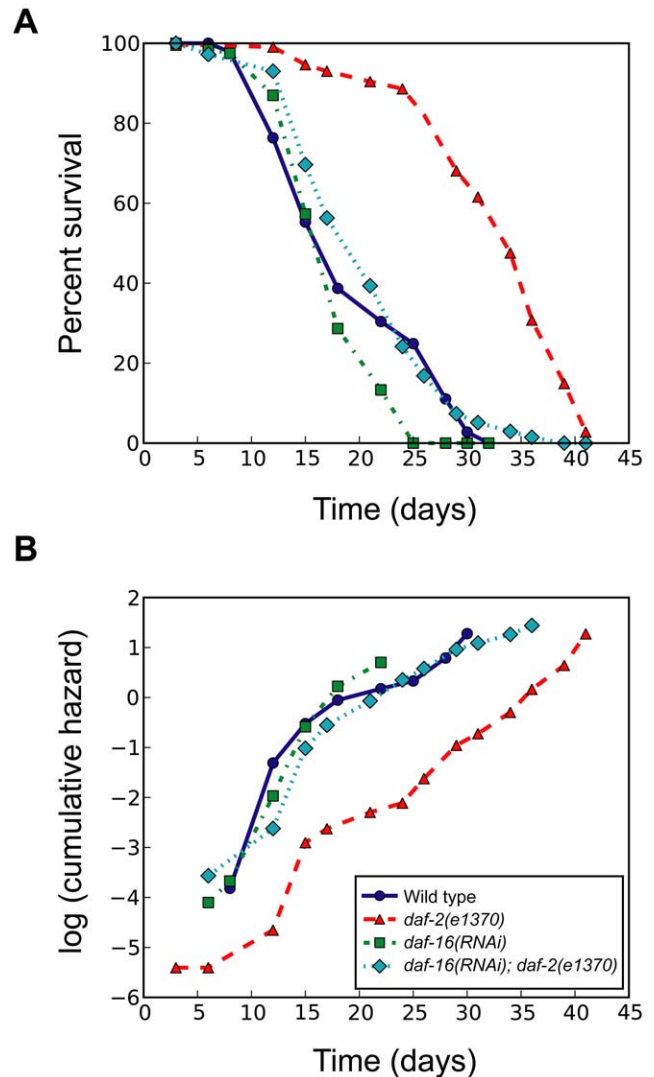 A
100
80
60
40
20
0
Percent survival
0 5 10 15 20 25 30 35 40 45
Time (days)
B
2
1
0
−1
−2
−3
−4
−5
−6
log (cumulative hazard)
Wild type
daf-2(e1370)
daf-16(RNAi)
daf-16(RNAi); daf-2(e1370)
0 5 10 15 20 25 30 35 40 45
Time (days)